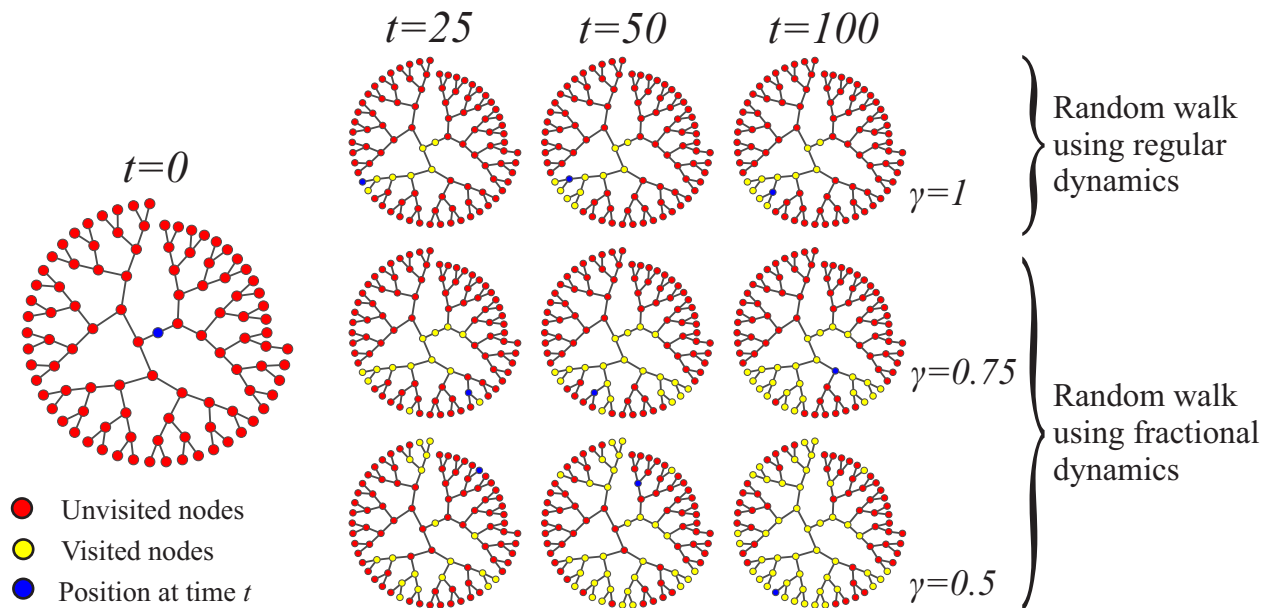 t=25
t=50
t=100
t=0
Random walk
using regular
dynamics
γ=1
γ=0.75
Random walk
using fractional
dynamics
γ=0.5
Unvisited nodes
Visited nodes
Position at time t